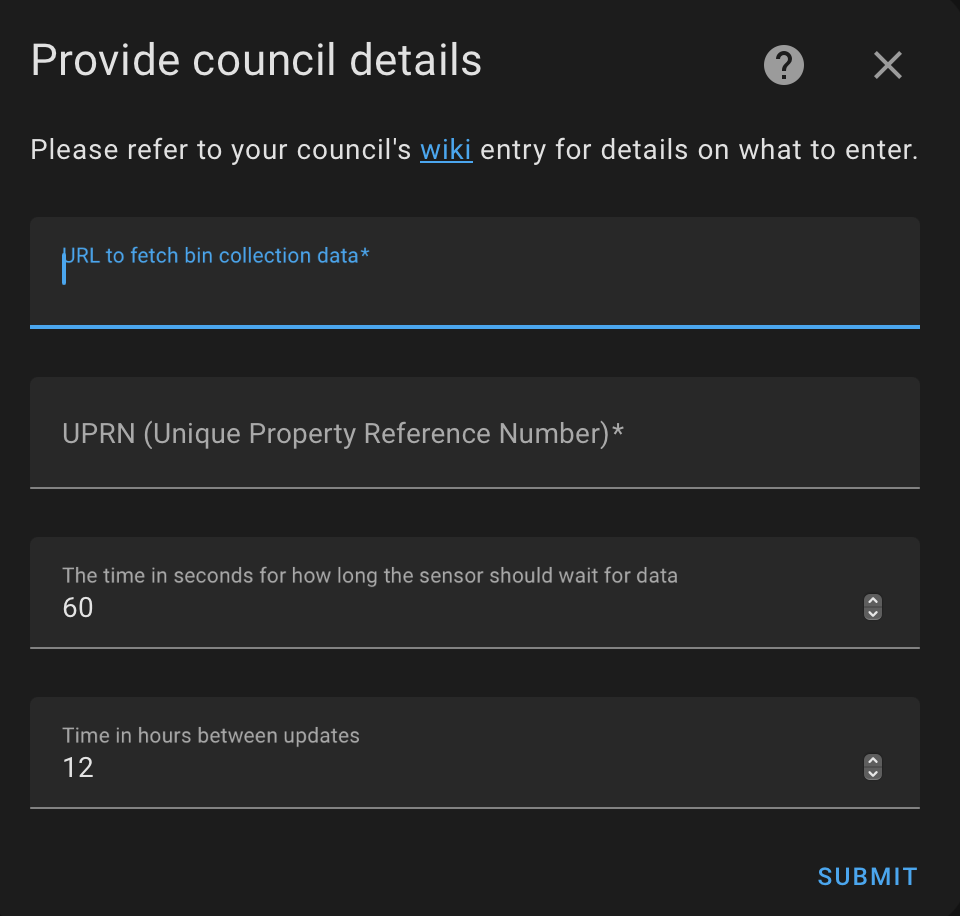 Provide council details
Please refer to your council's wiki entry for details on what to enter.
URL to fetch bin collection data*
UPRN (Unique Property Reference Number)*
The time in seconds for how long the sensor should wait for data
60
Time in hours between updates
12
SUBMIT